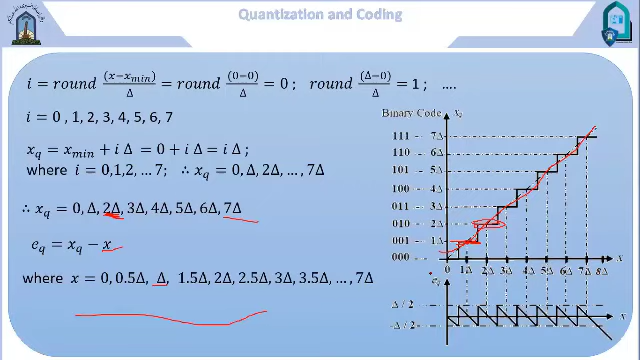 Quantization and Coding
i = round (x−x_min)/Δ = round (0−0)/Δ = 0 ; round (Δ−0)/Δ = 1 ; ....
i = 0 , 1, 2, 3, 4, 5, 6, 7
x_q = x_min + i Δ = 0 + i Δ = i Δ ;
where i = 0,1,2, … 7; ∴ x_q = 0, Δ, 2Δ, … , 7Δ
∴ x_q = 0, Δ, 2Δ, 3Δ, 4Δ, 5Δ, 6Δ, 7Δ
e_q = x_q − x
where x = 0, 0.5Δ, Δ, 1.5Δ, 2Δ, 2.5Δ, 3Δ, 3.5Δ, … , 7Δ
Binary Code x_q
111 7Δ
110 6Δ
101 5Δ
100 4Δ
011 3Δ
010 2Δ
001 1Δ
000 0Δ
0 1Δ 2Δ 3Δ 4Δ 5Δ 6Δ 7Δ 8Δ x
e_q
Δ / 2
−Δ / 2
x